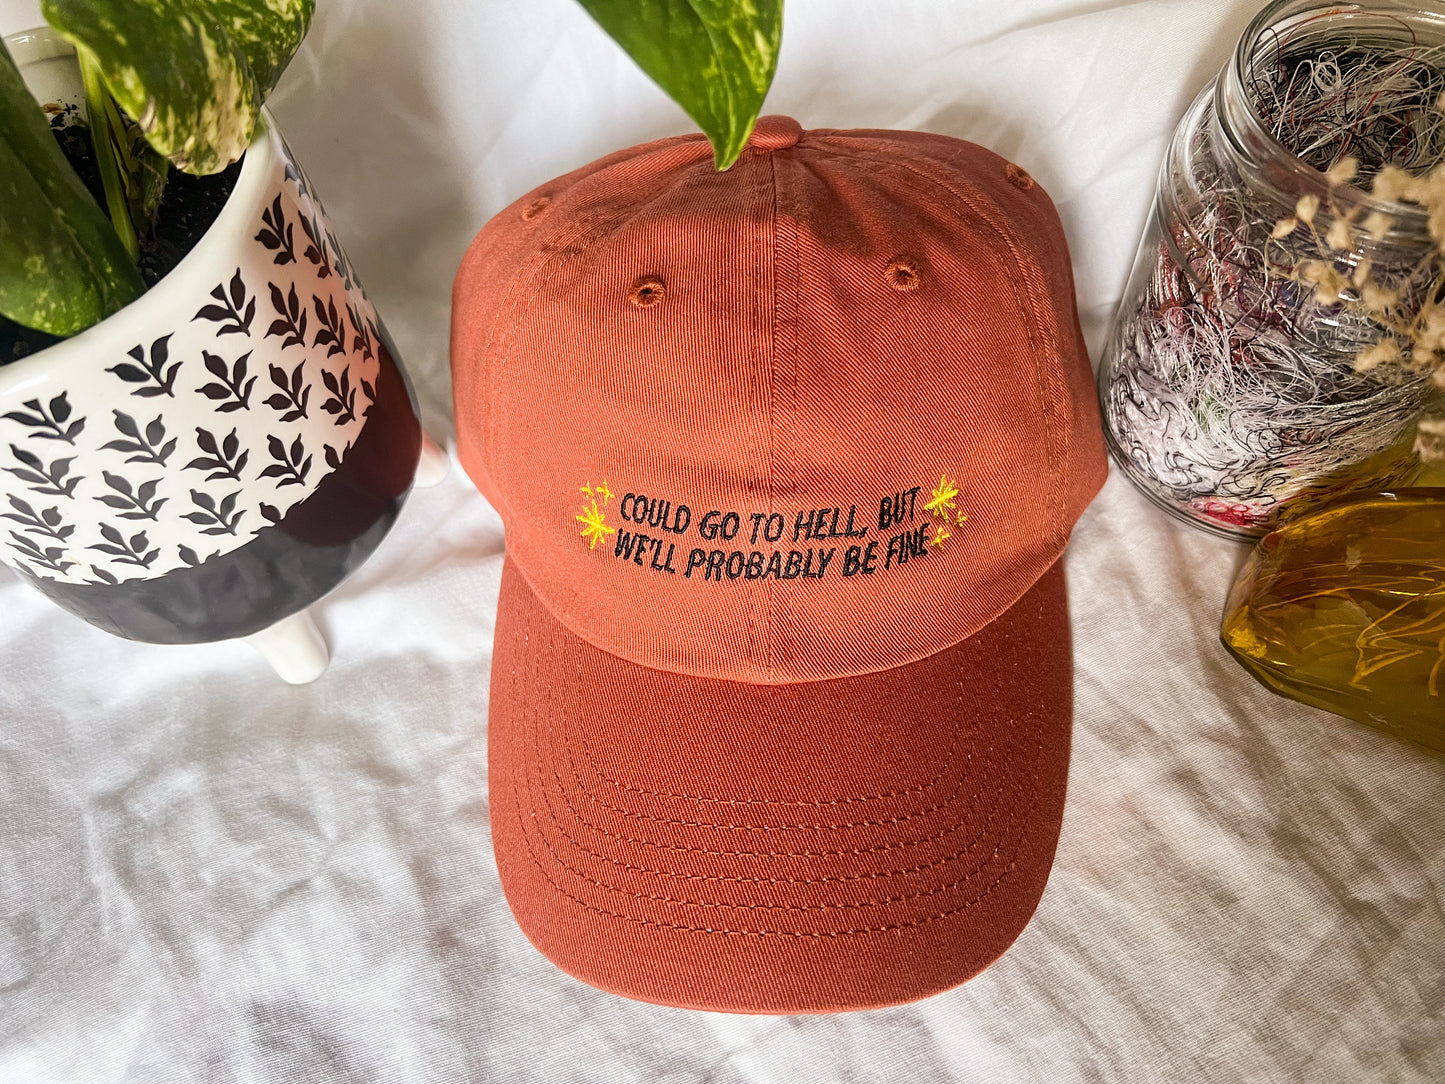 COULD GO TO HELL, BUT
WE'LL PROBABLY BE FINE